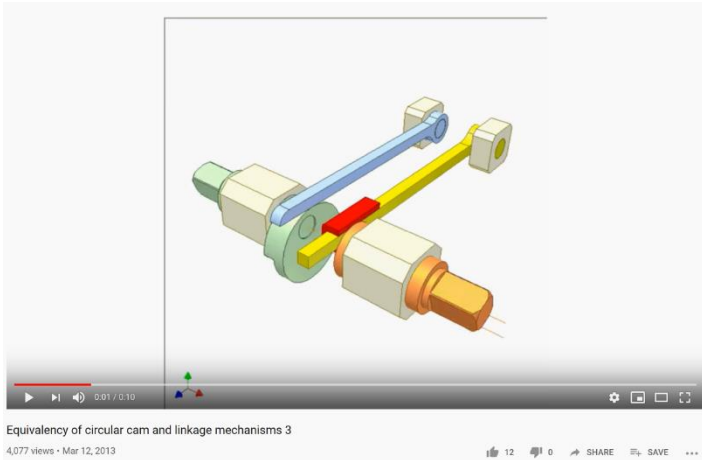 0:01 / 0:10
Equivalency of circular cam and linkage mechanisms 3
4,077 views • Mar 12, 2013
12 0 SHARE SAVE